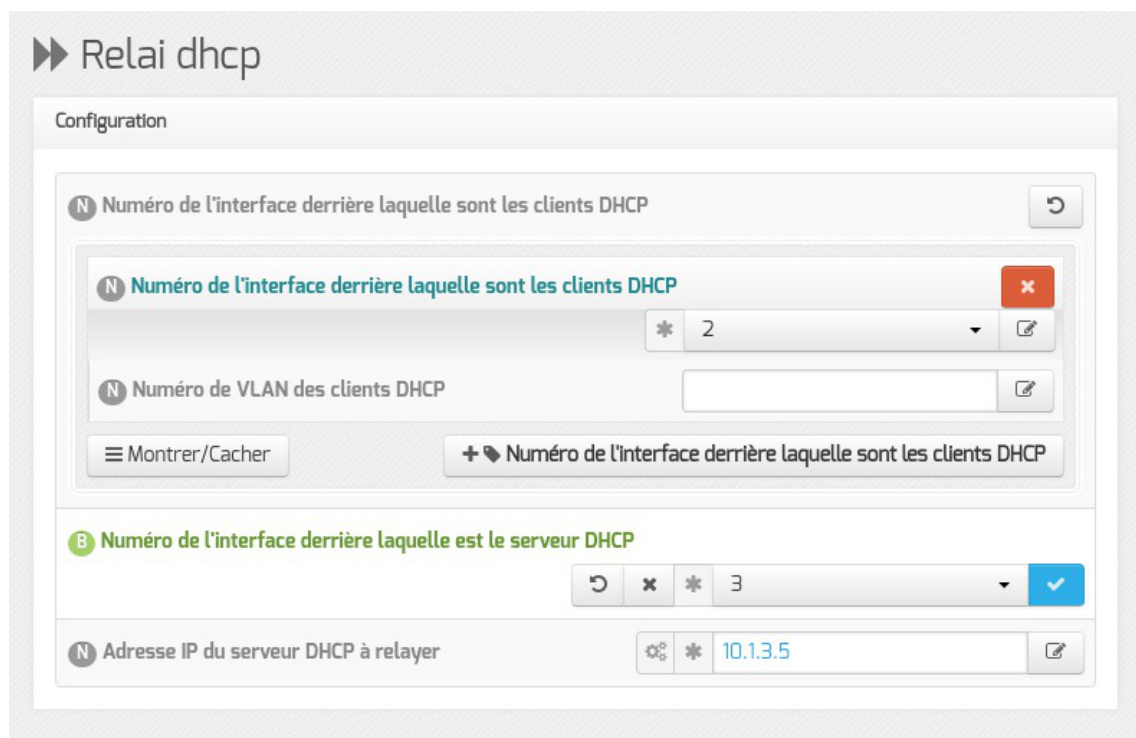 Relai dhcp
Configuration
N Numéro de l'interface derrière laquelle sont les clients DHCP
N Numéro de l'interface derrière laquelle sont les clients DHCP
2
N Numéro de VLAN des clients DHCP
Montrer/Cacher
Numéro de l'interface derrière laquelle sont les clients DHCP
B Numéro de l'interface derrière laquelle est le serveur DHCP
3
N Adresse IP du serveur DHCP à relayer
10.1.3.5